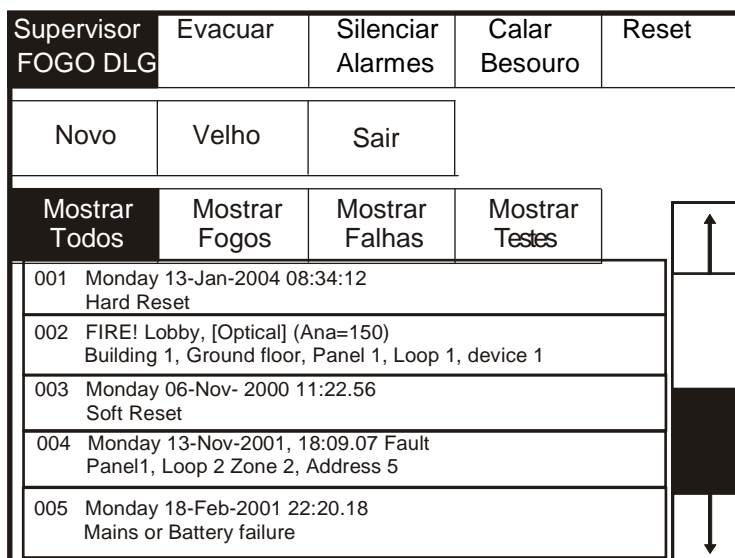 Supervisor FOGO DLG
Evacuar
Silenciar Alarmes
Calar Besouro
Reset
Novo
Velho
Sair
Mostrar Todos
Mostrar Fogos
Mostrar Falhas
Mostrar Testes
001 Monday 13-Jan-2004 08:34:12
Hard Reset
002 FIRE! Lobby, [Optical] (Ana=150)
Building 1, Ground floor, Panel 1, Loop 1, device 1
003 Monday 06-Nov- 2000 11:22.56
Soft Reset
004 Monday 13-Nov-2001, 18:09.07 Fault
Panel1, Loop 2 Zone 2, Address 5
005 Monday 18-Feb-2001 22:20.18
Mains or Battery failure